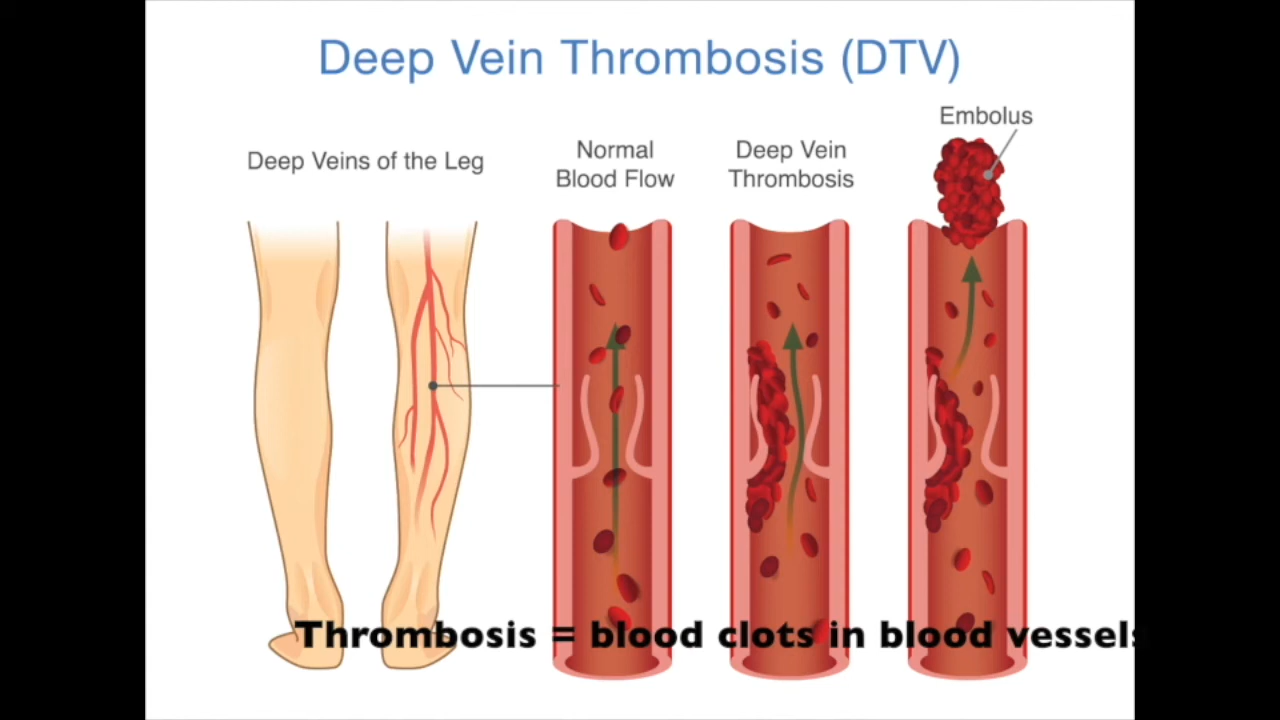 Deep Vein Thrombosis (DTV)
Embolus
Deep Veins of the Leg
Normal
Blood Flow
Deep Vein
Thrombosis
Thrombosis = blood clots in blood vessels